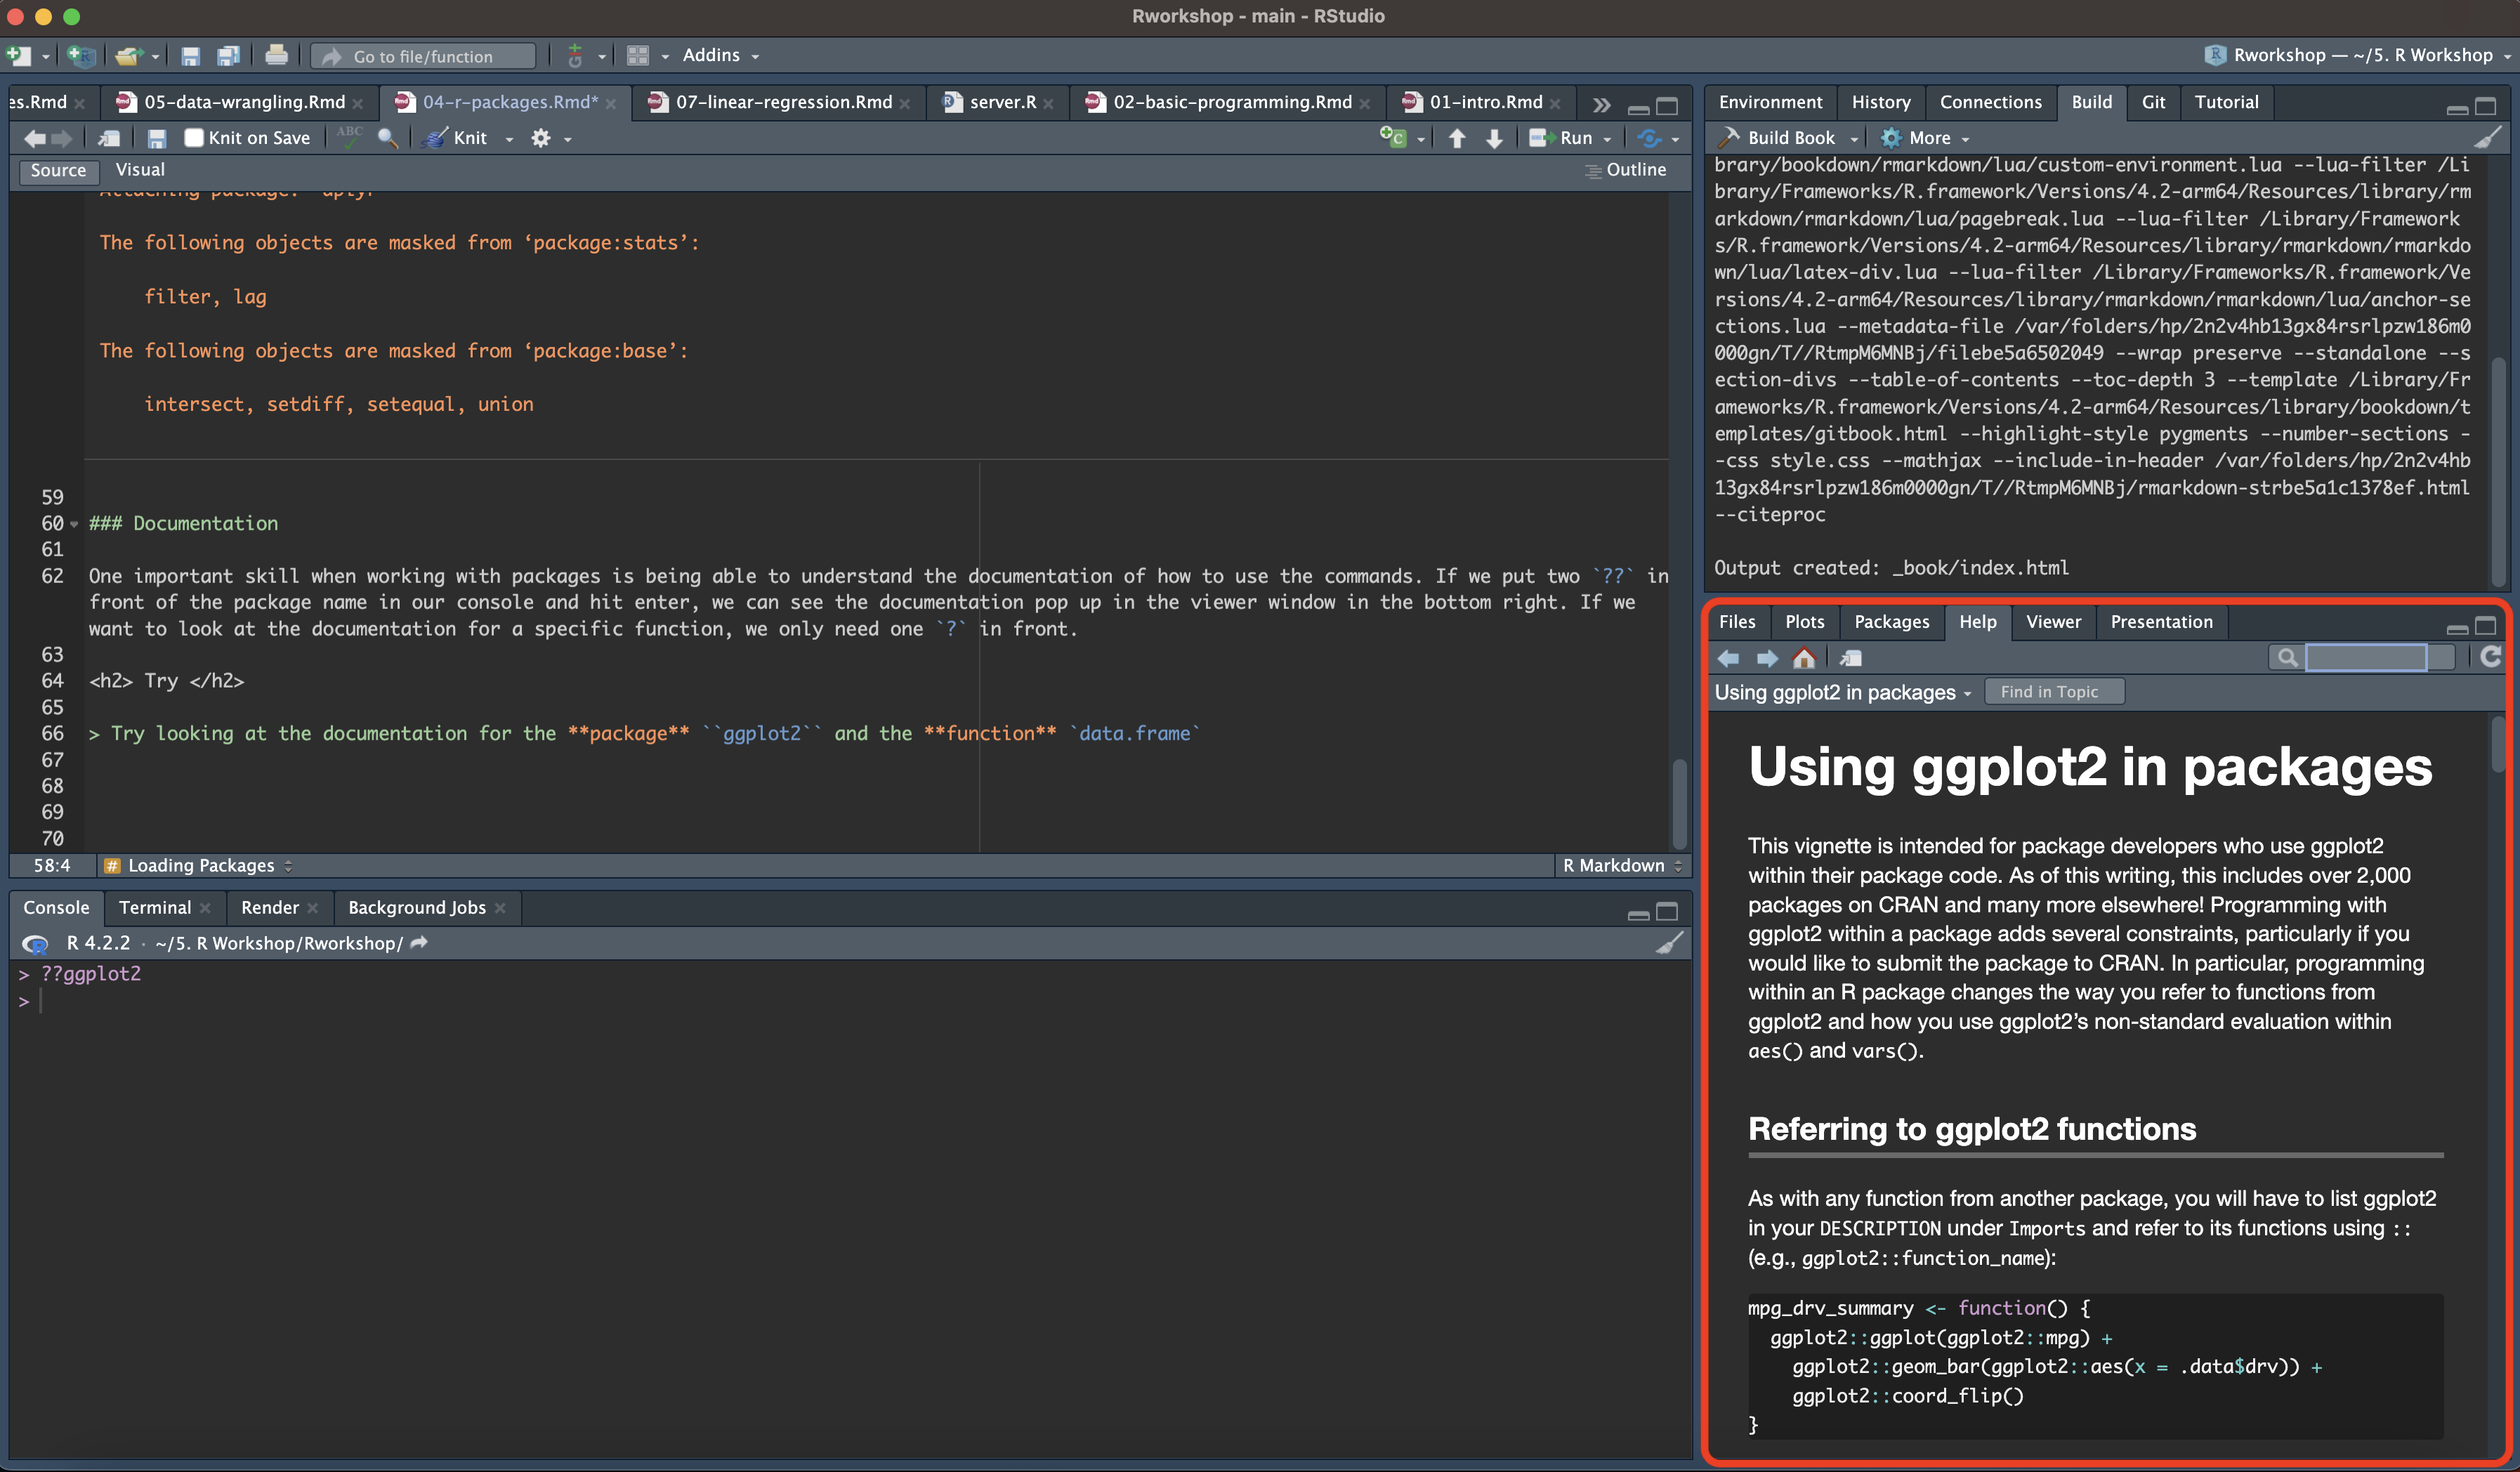 Rworkshop - main - RStudio
Go to file/function
Addins
Rworkshop — ~/5. R Workshop
es.Rmd
05-data-wrangling.Rmd
04-r-packages.Rmd*
07-linear-regression.Rmd
server.R
02-basic-programming.Rmd
01-intro.Rmd
Knit on Save
ABC
Knit
Run
Source
Visual
Outline
The following objects are masked from ‘package:stats’:
filter, lag
The following objects are masked from ‘package:base’:
intersect, setdiff, setequal, union
59
60 ### Documentation
61
62 One important skill when working with packages is being able to understand the documentation of how to use the commands. If we put two `??` in
front of the package name in our console and hit enter, we can see the documentation pop up in the viewer window in the bottom right. If we
want to look at the documentation for a specific function, we only need one `?` in front.
63
64 <h2> Try </h2>
65
66 > Try looking at the documentation for the **package** ``ggplot2`` and the **function** `data.frame`
67
68
69
70
58:4
# Loading Packages
R Markdown
Console
Terminal
Render
Background Jobs
R 4.2.2 · ~/5. R Workshop/Rworkshop/
> ??ggplot2
>
Environment
History
Connections
Build
Git
Tutorial
Build Book
More
brary/bookdown/rmarkdown/lua/custom-environment.lua --lua-filter /Li
brary/Frameworks/R.framework/Versions/4.2-arm64/Resources/library/rm
arkdown/rmarkdown/lua/pagebreak.lua --lua-filter /Library/Framework
s/R.framework/Versions/4.2-arm64/Resources/library/rmarkdown/rmarkdo
wn/lua/latex-div.lua --lua-filter /Library/Frameworks/R.framework/Ve
rsions/4.2-arm64/Resources/library/rmarkdown/rmarkdown/lua/anchor-se
ctions.lua --metadata-file /var/folders/hp/2n2v4hb13gx84rsrlpzw186m0
000gn/T//RtmpM6MNBj/filebe5a6502049 --wrap preserve --standalone --s
ection-divs --table-of-contents --toc-depth 3 --template /Library/Fr
ameworks/R.framework/Versions/4.2-arm64/Resources/library/bookdown/t
emplates/gitbook.html --highlight-style pygments --number-sections -
-css style.css --mathjax --include-in-header /var/folders/hp/2n2v4hb
13gx84rsrlpzw186m0000gn/T//RtmpM6MNBj/rmarkdown-strbe5a1c1378ef.html
--citeproc
Output created: _book/index.html
Files
Plots
Packages
Help
Viewer
Presentation
Using ggplot2 in packages
Find in Topic
Using ggplot2 in packages
This vignette is intended for package developers who use ggplot2
within their package code. As of this writing, this includes over 2,000
packages on CRAN and many more elsewhere! Programming with
ggplot2 within a package adds several constraints, particularly if you
would like to submit the package to CRAN. In particular, programming
within an R package changes the way you refer to functions from
ggplot2 and how you use ggplot2’s non-standard evaluation within
aes() and vars().
Referring to ggplot2 functions
As with any function from another package, you will have to list ggplot2
in your DESCRIPTION under Imports and refer to its functions using ::
(e.g., ggplot2::function_name):
mpg_drv_summary <- function() {
ggplot2::ggplot(ggplot2::mpg) +
ggplot2::geom_bar(ggplot2::aes(x = .data$drv)) +
ggplot2::coord_flip()
}